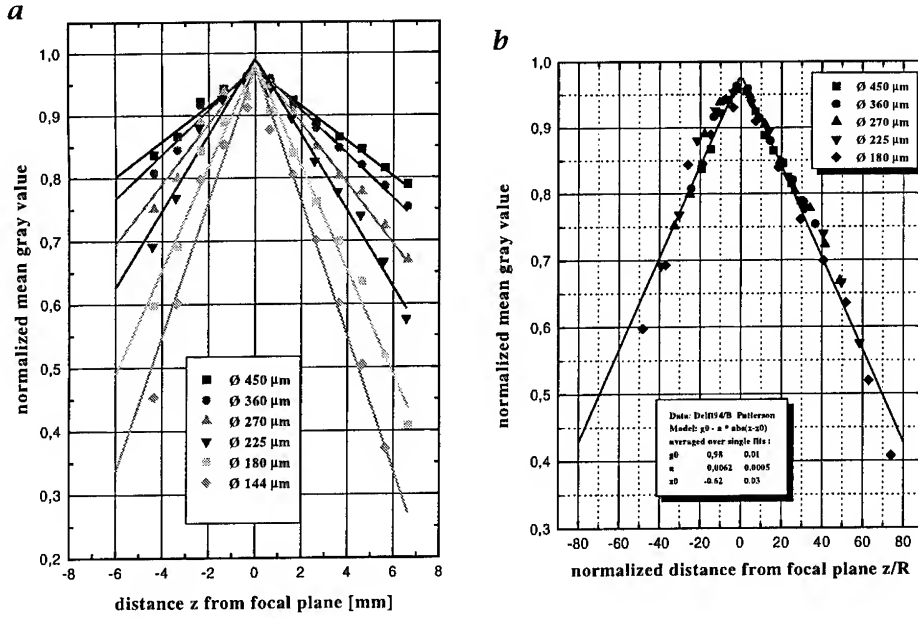 a
normalized mean gray value
1,0
0,9
0,8
0,7
0,6
0,5
0,4
0,3
0,2
-8 -6 -4 -2 0 2 4 6 8
distance z from focal plane [mm]
Ø 450 µm
Ø 360 µm
Ø 270 µm
Ø 225 µm
Ø 180 µm
Ø 144 µm
b
normalized mean gray value
1,0
0,9
0,8
0,7
0,6
0,5
0,4
0,3
-80 -60 -40 -20 0 20 40 60 80
normalized distance from focal plane z/R
Ø 450 µm
Ø 360 µm
Ø 270 µm
Ø 225 µm
Ø 180 µm
Data: Delft94/B Patterson
Model: g0 - a * abs(z-z0)
averaged over single fits :
g0 0,98 0.01
a 0,0062 0.0005
z0 -0.62 0.03